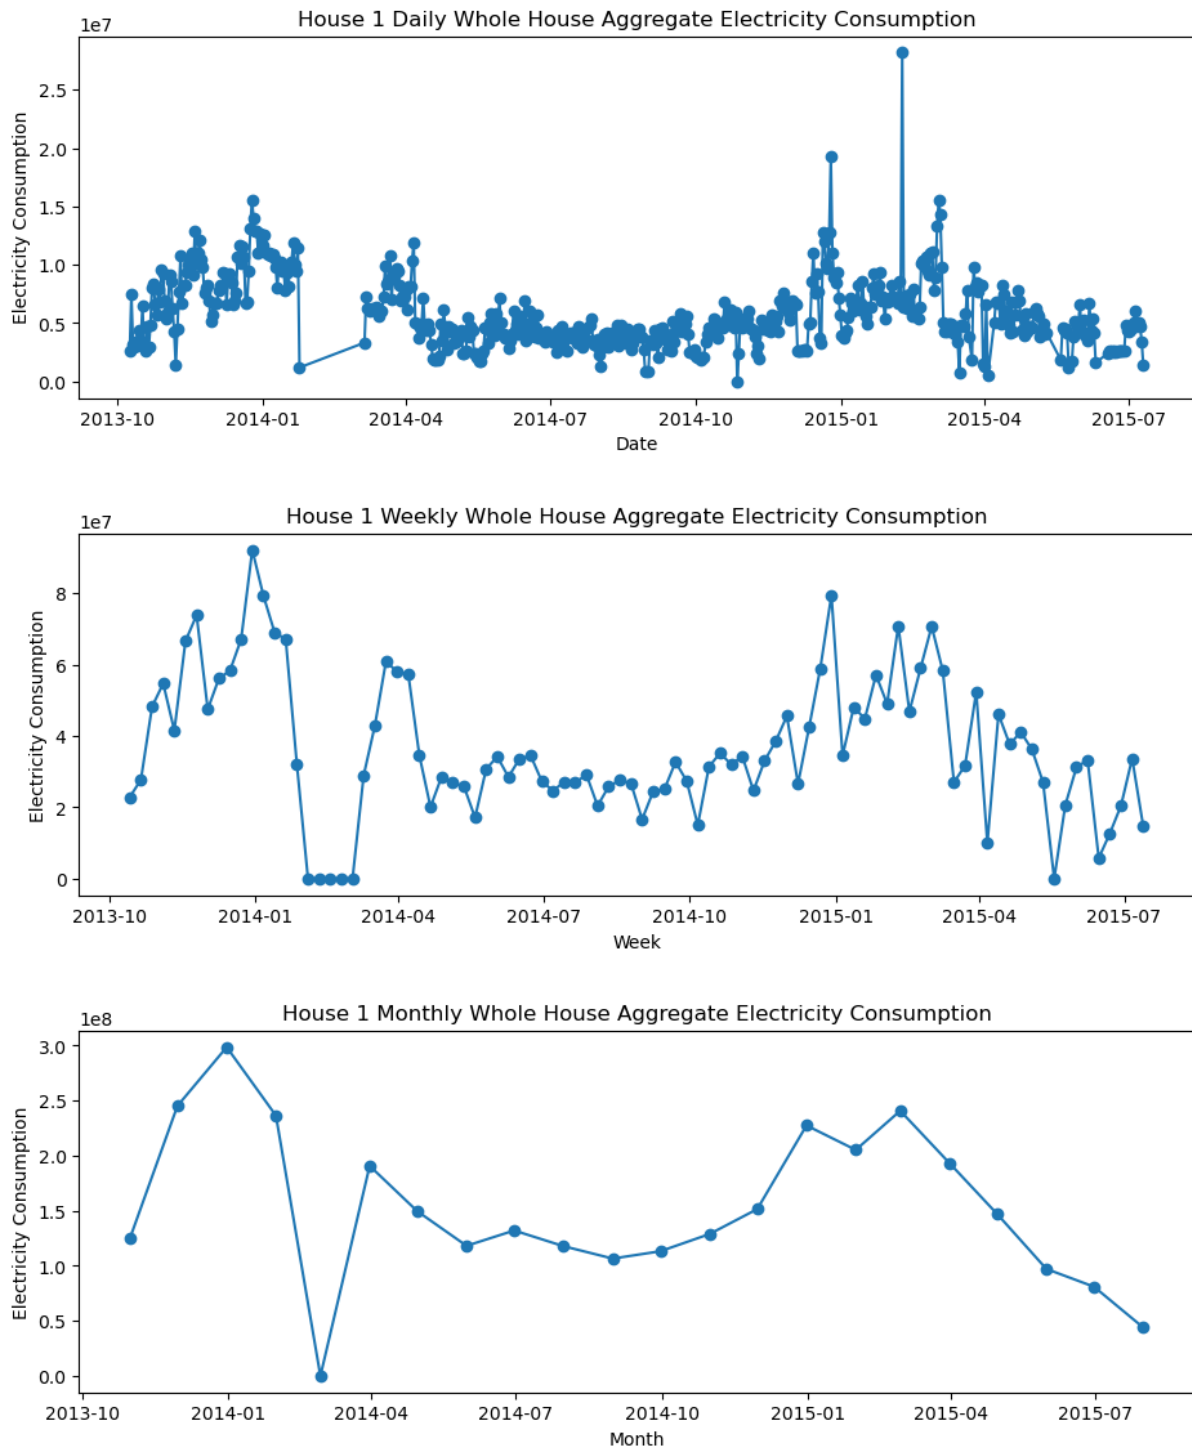 House 1 Daily Whole House Aggregate Electricity Consumption
1e7
Electricity Consumption
2.5
2.0
1.5
1.0
0.5
0.0
2013-10 2014-01 2014-04 2014-07 2014-10 2015-01 2015-04 2015-07
Date
House 1 Weekly Whole House Aggregate Electricity Consumption
1e7
Electricity Consumption
8
6
4
2
0
2013-10 2014-01 2014-04 2014-07 2014-10 2015-01 2015-04 2015-07
Week
House 1 Monthly Whole House Aggregate Electricity Consumption
1e8
Electricity Consumption
3.0
2.5
2.0
1.5
1.0
0.5
0.0
2013-10 2014-01 2014-04 2014-07 2014-10 2015-01 2015-04 2015-07
Month